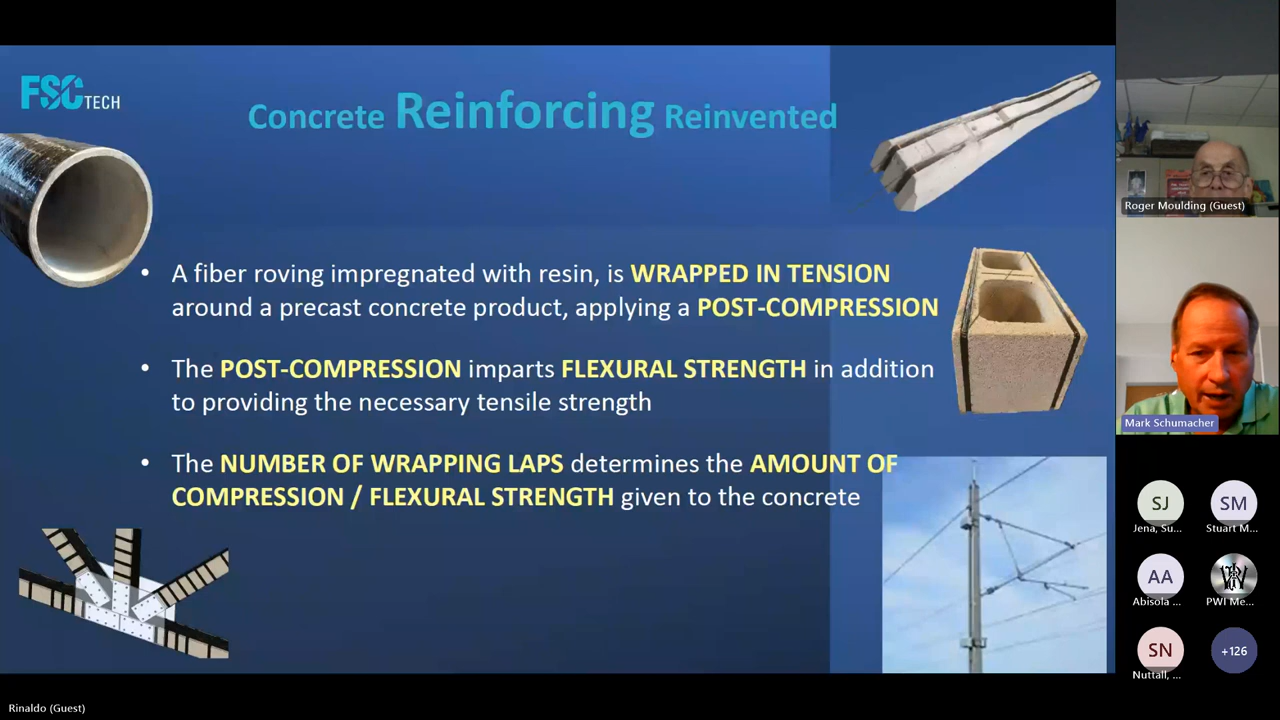 FSC TECH
Concrete Reinforcing Reinvented
• A fiber roving impregnated with resin, is WRAPPED IN TENSION
around a precast concrete product, applying a POST-COMPRESSION
• The POST-COMPRESSION imparts FLEXURAL STRENGTH in addition
to providing the necessary tensile strength
• The NUMBER OF WRAPPING LAPS determines the AMOUNT OF
COMPRESSION / FLEXURAL STRENGTH given to the concrete
Roger Moulding (Guest)
Mark Schumacher
SJ
Jena, Su...
SM
Stuart M...
AA
Abisola ...
PWI Me...
SN
Nuttall, ...
+126
Rinaldo (Guest)